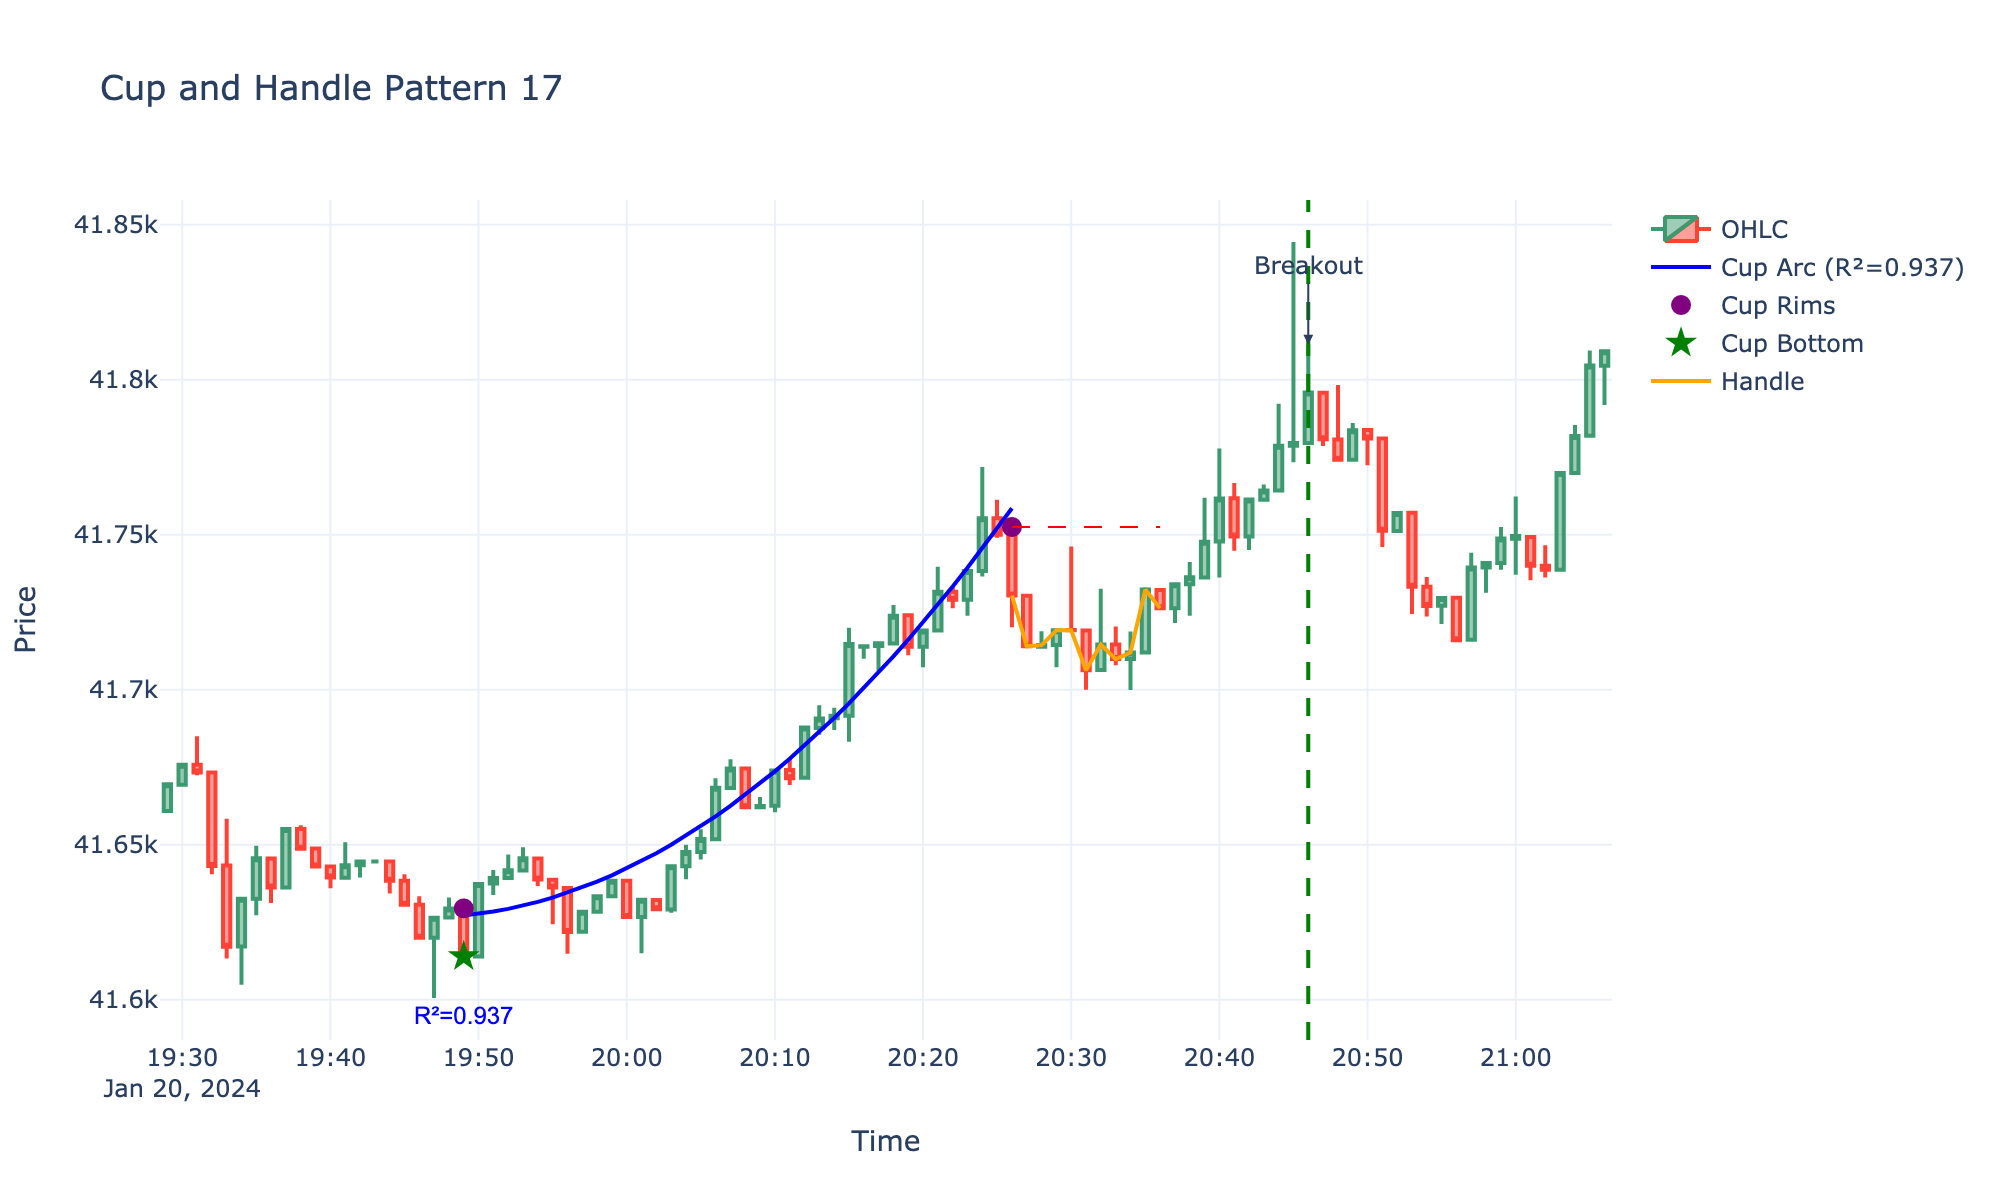 Cup and Handle Pattern 17
41.85k
41.8k
41.75k
41.7k
41.65k
41.6k
Price
Breakout
R²=0.937
19:30
19:40
19:50
20:00
20:10
20:20
20:30
20:40
20:50
21:00
Jan 20, 2024
Time
OHLC
Cup Arc (R²=0.937)
Cup Rims
Cup Bottom
Handle